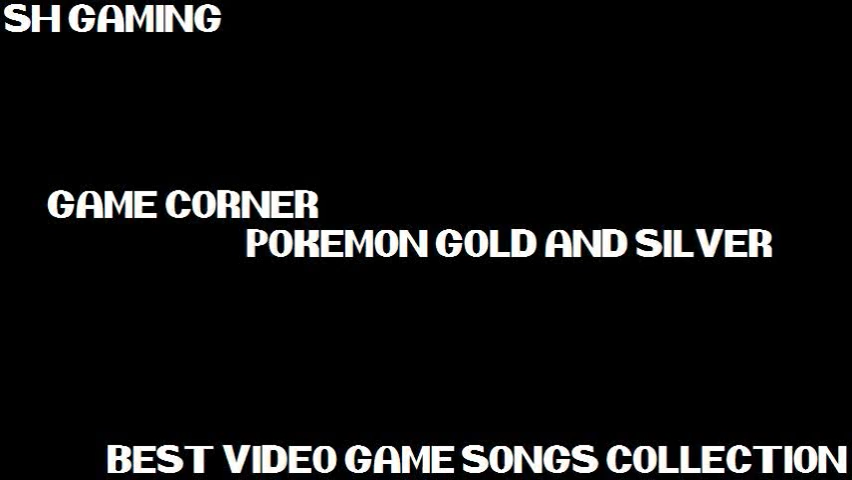 SH GAMING
GAME CORNER
POKEMON GOLD AND SILVER
BEST VIDEO GAME SONGS COLLECTION